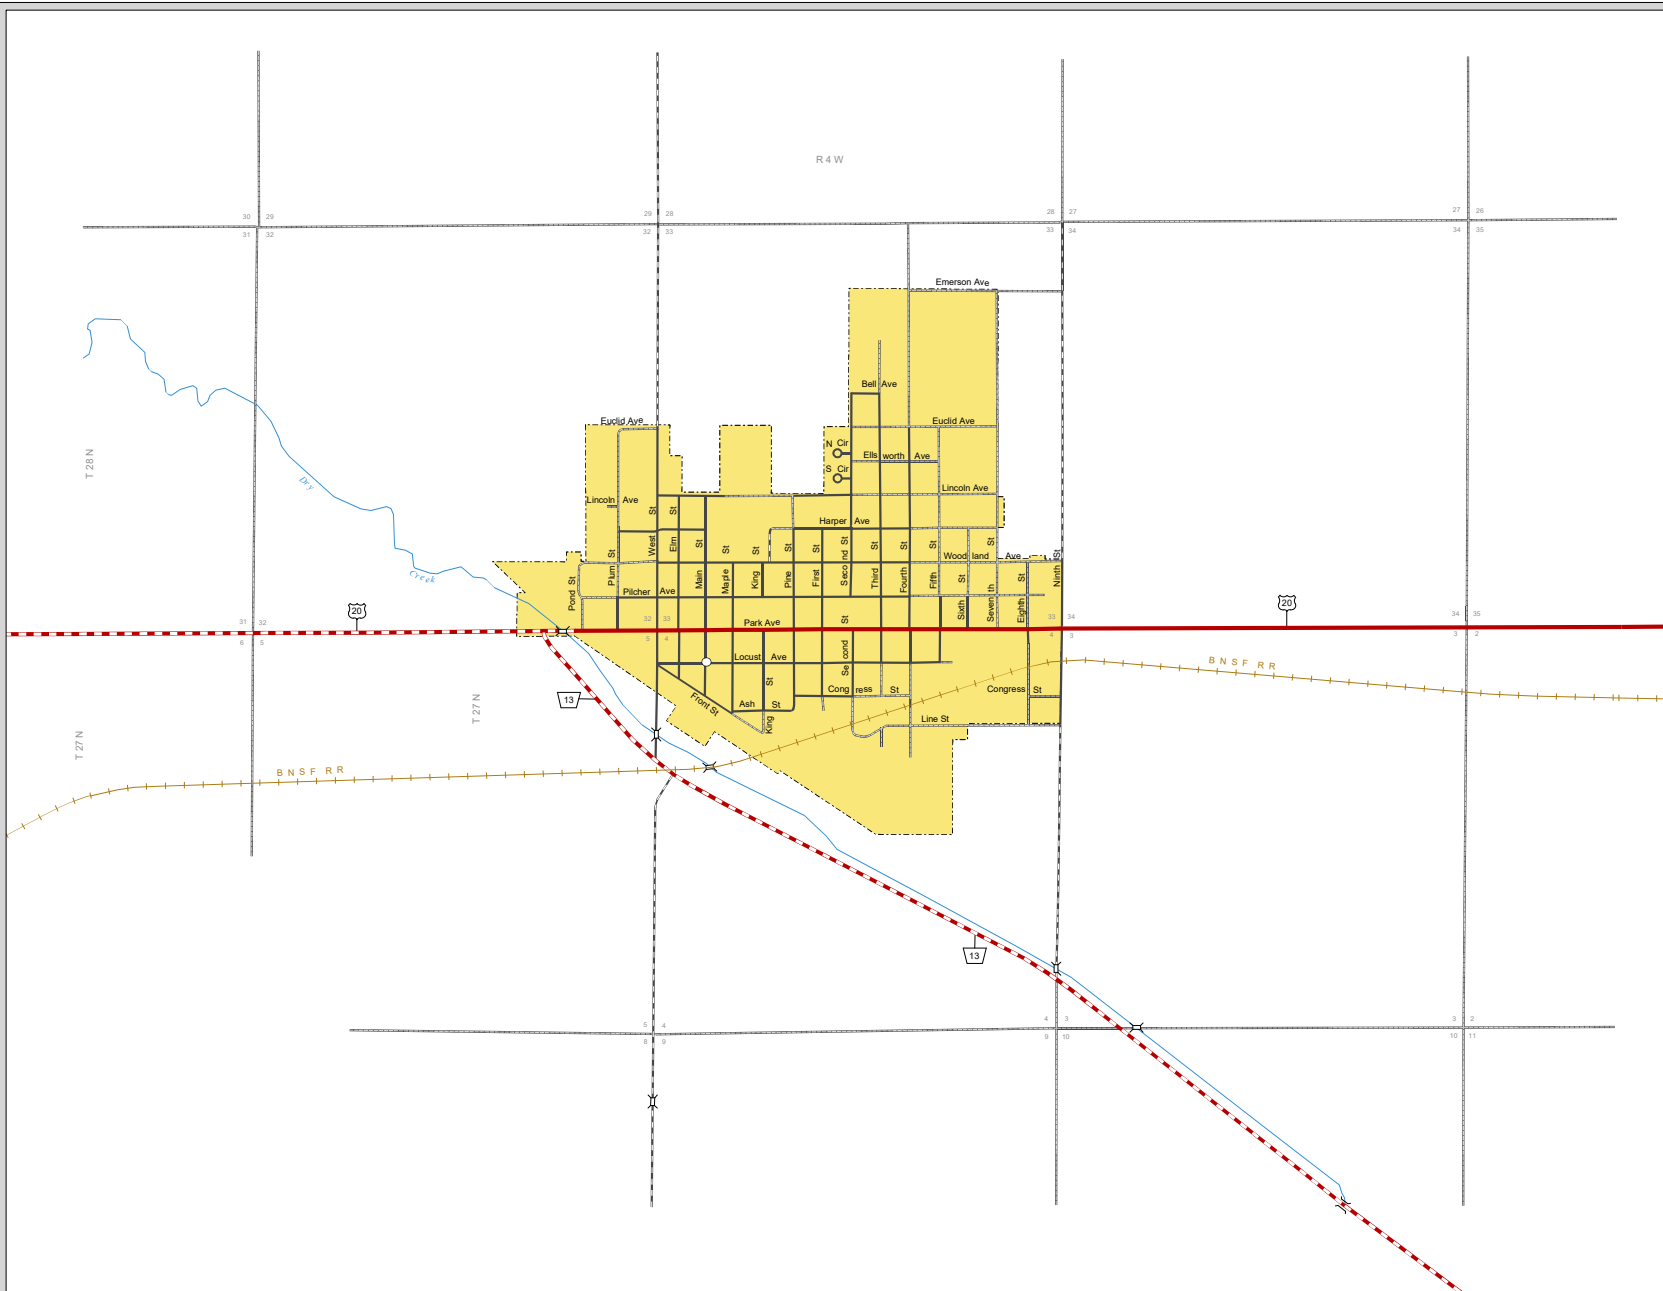 R 4 W
30 29
29 28
28 27
27 26
31 32
32 33
33 34
34 35
Emerson Ave
Bell Ave
Euclid Ave
Euclid Ave
N Cir
Ells worth Ave
S Cir
T 28 N
Dry
Lincoln Ave
Lincoln Ave
Harper Ave
Wood land Ave
Creek
Pond St
Plum St
West St
Elm St
Main St
Maple St
King St
Pine St
First St
Seco nd St
Third St
Fourth St
Fifth St
Sixth St
Seven th St
Eighth St
Ninth St
Pilcher Ave
20
20
31 32
32 33
33 34
34 35
Park Ave
6 5
5 4
4 3
3 2
Locust Ave
Se cond St
BNSF RR
13
Front St
Ash St
King St
Cong ress St
Congress St
Line St
T 27 N
T 27 N
BNSF RR
13
5 4
4 3
3 2
8 9
9 10
10 11